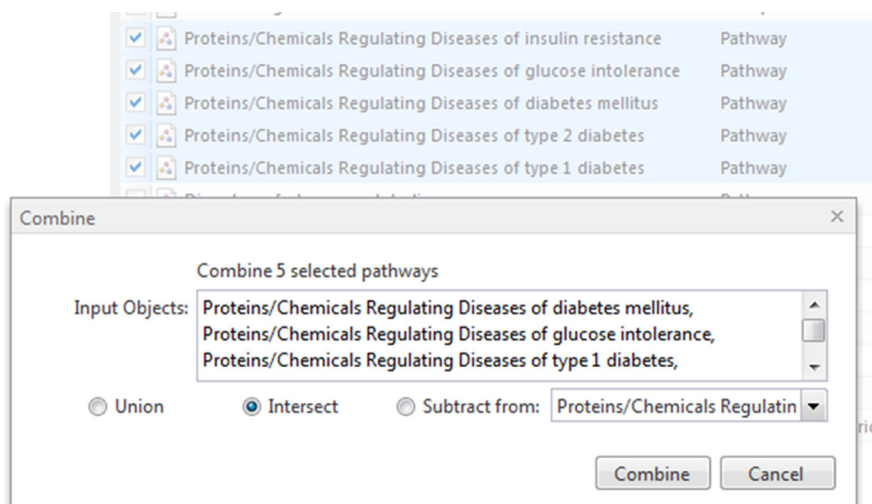 Proteins/Chemicals Regulating Diseases of insulin resistance Pathway
Proteins/Chemicals Regulating Diseases of glucose intolerance Pathway
Proteins/Chemicals Regulating Diseases of diabetes mellitus Pathway
Proteins/Chemicals Regulating Diseases of type 2 diabetes Pathway
Proteins/Chemicals Regulating Diseases of type 1 diabetes Pathway
Combine
Combine 5 selected pathways
Input Objects: Proteins/Chemicals Regulating Diseases of diabetes mellitus,
Proteins/Chemicals Regulating Diseases of glucose intolerance,
Proteins/Chemicals Regulating Diseases of type 1 diabetes,
Union Intersect Subtract from: Proteins/Chemicals Regulatin
Combine Cancel